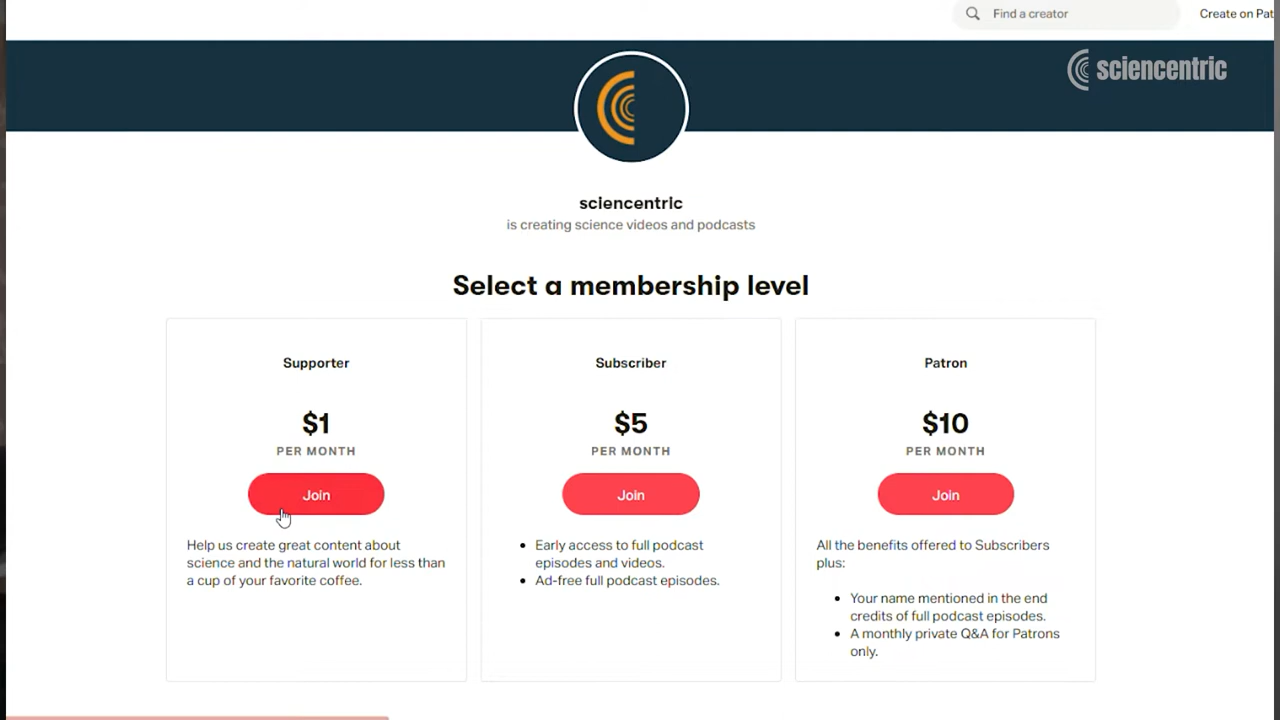 Find a creator
Create on Pat
sciencentric
sciencentric
is creating science videos and podcasts
Select a membership level
Supporter
$1
PER MONTH
Join
Help us create great content about
science and the natural world for less than
a cup of your favorite coffee.
Subscriber
$5
PER MONTH
Join
Early access to full podcast
episodes and videos.
Ad-free full podcast episodes.
Patron
$10
PER MONTH
Join
All the benefits offered to Subscribers
plus:
Your name mentioned in the end
credits of full podcast episodes.
A monthly private Q&A for Patrons
only.